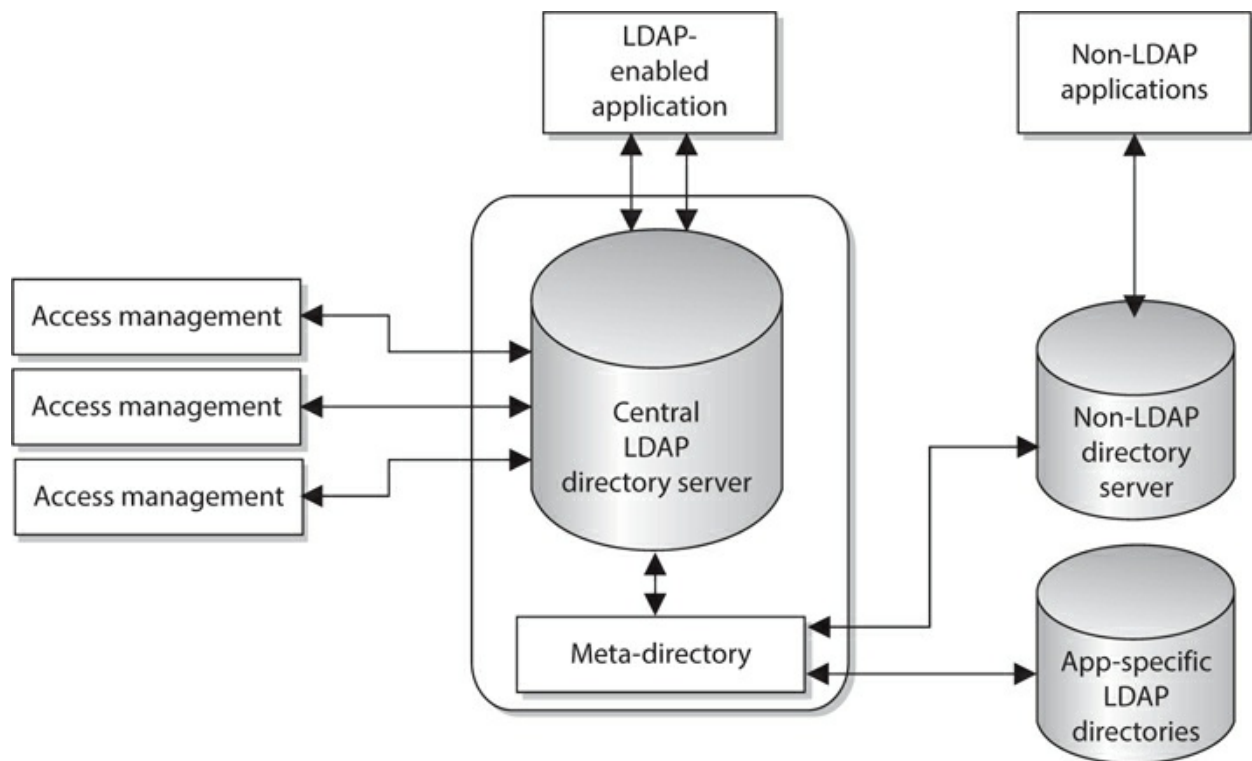 LDAP-
enabled
application
Non-LDAP
applications
Access management
Access management
Access management
Central
LDAP
directory server
Non-LDAP
directory
server
Meta-directory
App-specific
LDAP
directories